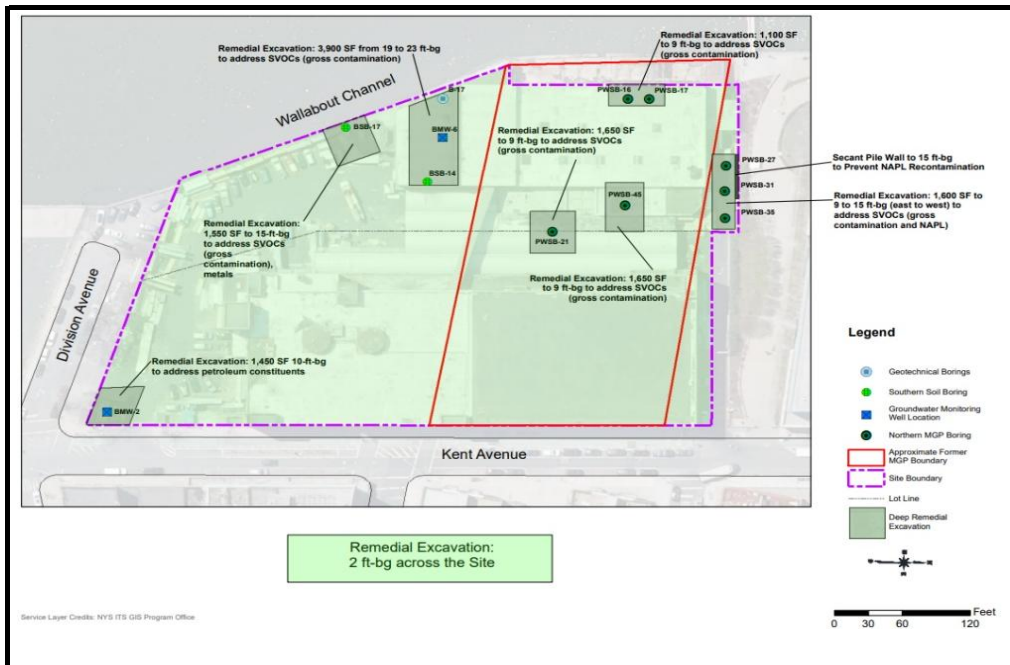 Remedial Excavation: 3,900 SF from 19 to 23 ft-bg
to address SVOCs (gross contamination)
Remedial Excavation: 1,100 SF
to 9 ft-bg to address SVOCs
(gross contamination)
Wallabout Channel
B-17
PWSB-16
PWSB-17
BSB-17
BMW-6
Remedial Excavation: 1,650 SF
to 9 ft-bg to address SVOCs
(gross contamination)
BSB-14
PWSB-27
PWSB-31
PWSB-35
Secant Pile Wall to 15 ft-bg
to Prevent NAPL Recontamination
Remedial Excavation: 1,600 SF to
9 to 15 ft-bg (east to west) to
address SVOCs (gross
contamination and NAPL)
PWSB-45
PWSB-21
Remedial Excavation:
1,550 SF to 15-ft-bg
to address SVOCs
(gross
contamination),
metals
Remedial Excavation: 1,650 SF
to 9 ft-bg to address SVOCs
(gross contamination)
Division Avenue
Remedial Excavation: 1,450 SF 10-ft-bg
to address petroleum constituents
BMW-2
Kent Avenue
Legend
Geotechnical Borings
Southern Soil Boring
Groundwater Monitoring
Well Location
Northern MGP Boring
Approximate Former
MGP Boundary
Site Boundary
Lot Line
Deep Remedial
Excavation
Remedial Excavation:
2 ft-bg across the Site
Service Layer Credits: NYS ITS GIS Program Office
Feet
0 30 60 120